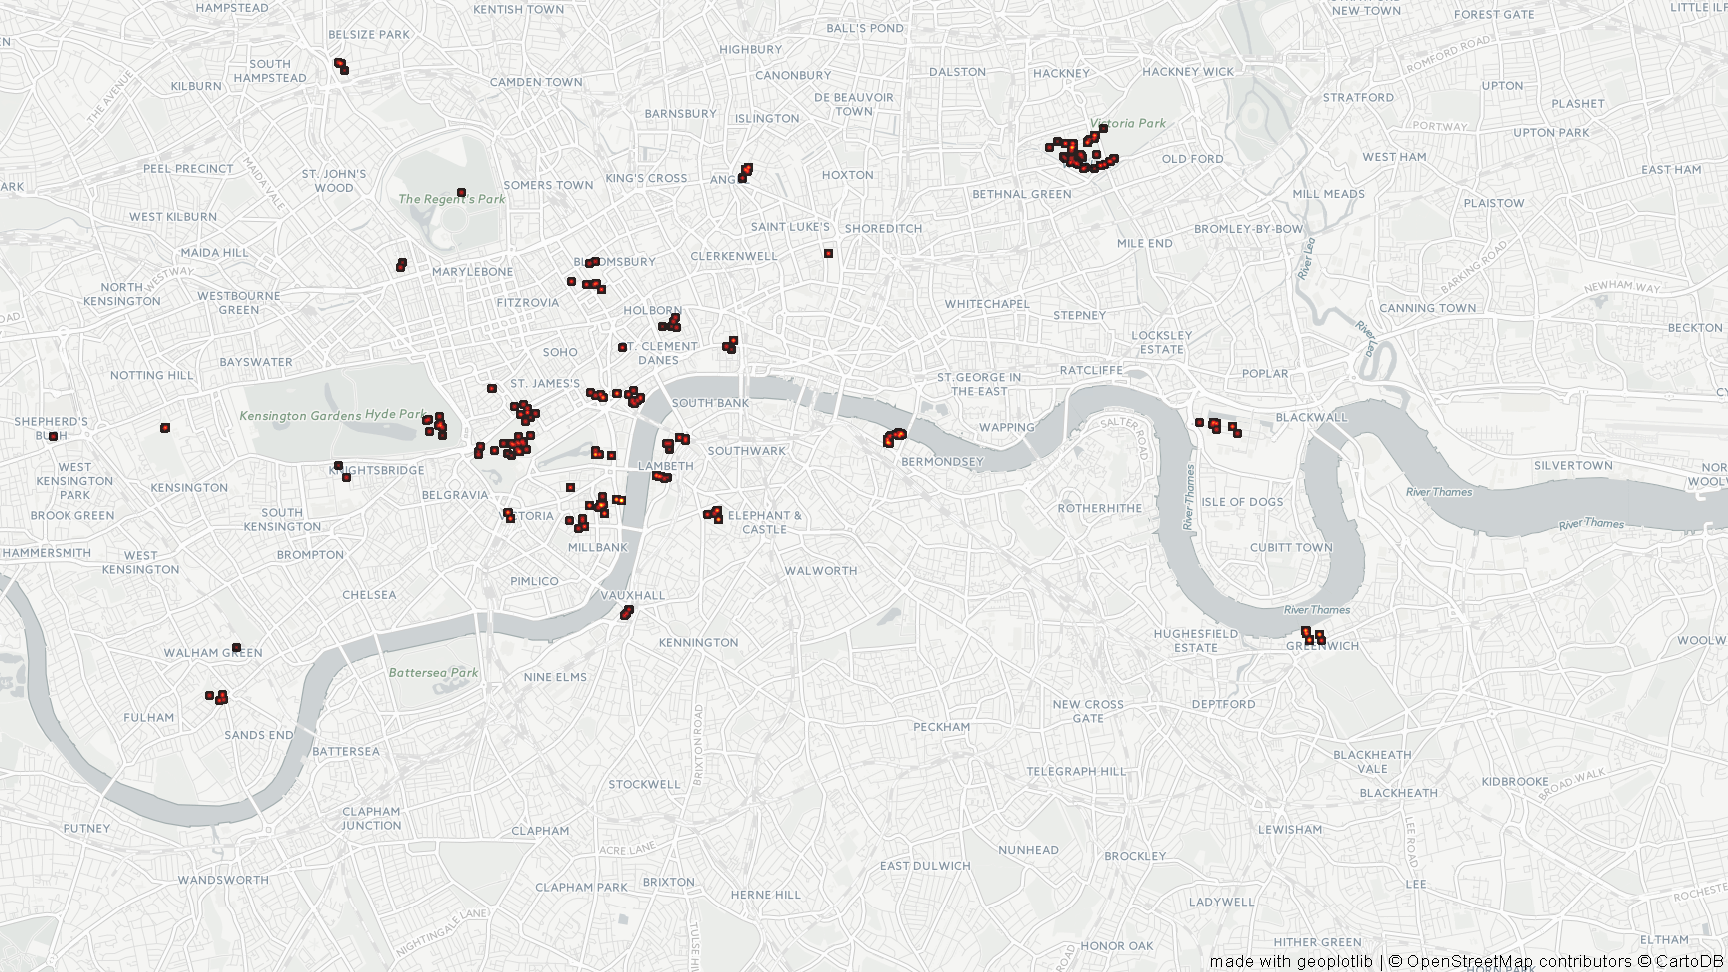 HAMPSTEAD
KENTISH TOWN
BALL'S POND
NEW TOWN
FOREST GATE
LITTLE ILF
BELSIZE PARK
HIGHBURY
ROMFORD ROAD
SOUTH
HAMPSTEAD
THE AVENUE
KILBURN
CAMDEN TOWN
CANONBURY
DALSTON
HACKNEY
HACKNEY WICK
UPTON
DE BEAUVOIR
TOWN
STRATFORD
PLASHET
BARNSBURY
ISLINGTON
Victoria Park
PORTWAY
UPTON PARK
PEEL PRECINCT
MAIDA VALE
ST. JOHN'S
WOOD
SOMERS TOWN
KING'S CROSS
ANG
HOXTON
OLD FORD
WEST HAM
EAST HAM
ARK
The Regent's Park
BETHNAL GREEN
MILL MEADS
PLAISTOW
WEST KILBURN
SAINT LUKE'S
SHOREDITCH
BROMLEY-BY-BOW
MILE END
MAIDA HILL
WESTWAY
MARYLEBONE
BLOOMSBURY
CLERKENWELL
River Lea
BARKING ROAD
NORTH
KENSINGTON
WESTBOURNE
GREEN
FITZROVIA
HOLBORN
WHITECHAPEL
STEPNEY
CANNING TOWN
NEWHAM WAY
ROAD
BECKTON
LOCKSLEY
ESTATE
River Lea
BAYSWATER
SOHO
ST. CLEMENT
DANES
NOTTING HILL
ST. JAMES'S
ST.GEORGE IN
THE-EAST
RATCLIFFE
POPLAR
SOUTH BANK
BLACKWALL
Kensington Gardens
Hyde Park
SHEPHERD'S
BUSH
WAPPING
SALTER ROAD
SOUTHWARK
BERMONDSEY
KNIGHTSBRIDGE
LAMBETH
WEST
KENSINGTON
PARK
KENSINGTON
BELGRAVIA
SILVERTOWN
NOR
WOOLW
River Thames
BROOK GREEN
SOUTH
KENSINGTON
VICTORIA
ELEPHANT &
CASTLE
ROTHERHITHE
River Thames
ISLE OF DOGS
River Thames
HAMMERSMITH
WEST
KENSINGTON
BROMPTON
MILLBANK
CUBITT TOWN
WALWORTH
PIMLICO
CHELSEA
VAUXHALL
River Thames
WALHAM GREEN
KENNINGTON
HUGHESFIELD
ESTATE
GREENWICH
WOOLW
Battersea Park
NINE ELMS
FULHAM
NEW CROSS
GATE
DEPTFORD
SANDS END
BATTERSEA
BRIXTON ROAD
PECKHAM
BLACKHEATH
VALE
STOCKWELL
TELEGRAPH HILL
KIDBROOKE
BROAD WALK
BLACKHEATH
CLAPHAM
JUNCTION
CLAPHAM
LEWISHAM
LEE ROAD
ACRE LANE
NUNHEAD
BROCKLEY
EAST DULWICH
WANDSWORTH
CLAPHAM PARK
BRIXTON
HERNE HILL
LEE
ROCHESTE
LADYWELL
NIGHTINGALE LANE
TULSE HI
ROAD
HONOR OAK
HITHER GREEN
ELTHAM
made with geoplotlib | © OpenStreetMap contributors © CartoDB